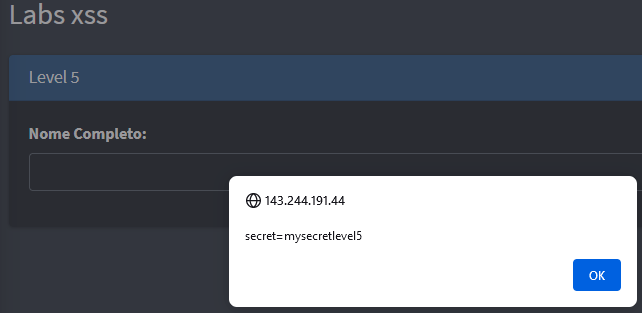 Labs xss
Level 5
Nome Completo:
143.244.191.44
secret=mysecretlevel5
OK